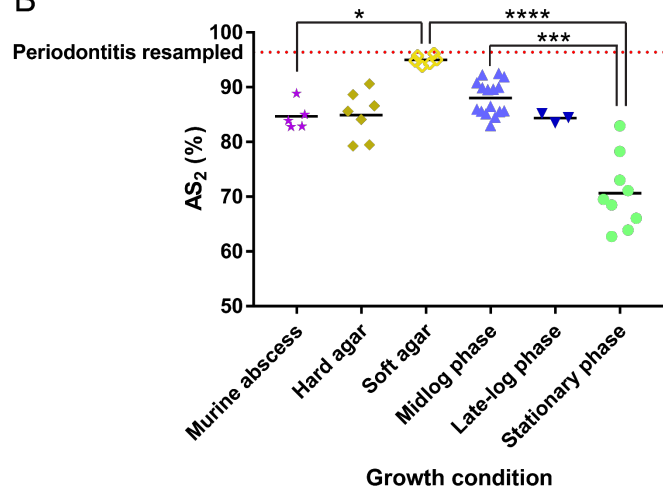 B
*
****
***
Periodontitis resampled
100
90
80
70
60
50
AS2 (%)
Murine abscess
Hard agar
Soft agar
Midlog phase
Late-log phase
Stationary phase
Growth condition